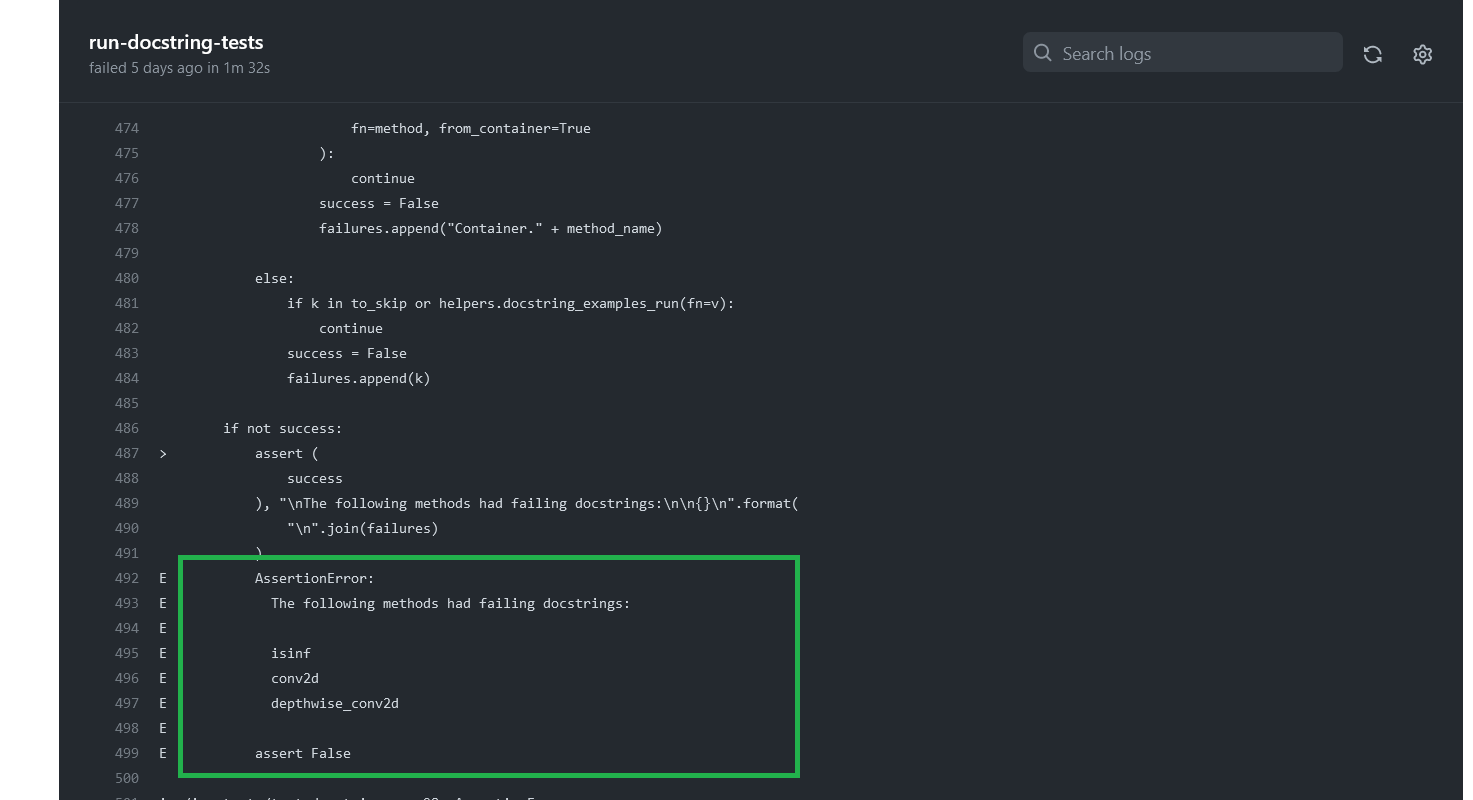 run-docstring-tests
failed 5 days ago in 1m 32s
Search logs
474 fn=method, from_container=True
475 ):
476 continue
477 success = False
478 failures.append("Container." + method_name)
479
480 else:
481 if k in to_skip or helpers.docstring_examples_run(fn=v):
482 continue
483 success = False
484 failures.append(k)
485
486 if not success:
487 > assert (
488 success
489 ), "\nThe following methods had failing docstrings:\n\n{}\n".format(
490 "\n".join(failures)
491 )
492 E AssertionError:
493 E The following methods had failing docstrings:
494 E
495 E isinf
496 E conv2d
497 E depthwise_conv2d
498 E
499 E assert False
500